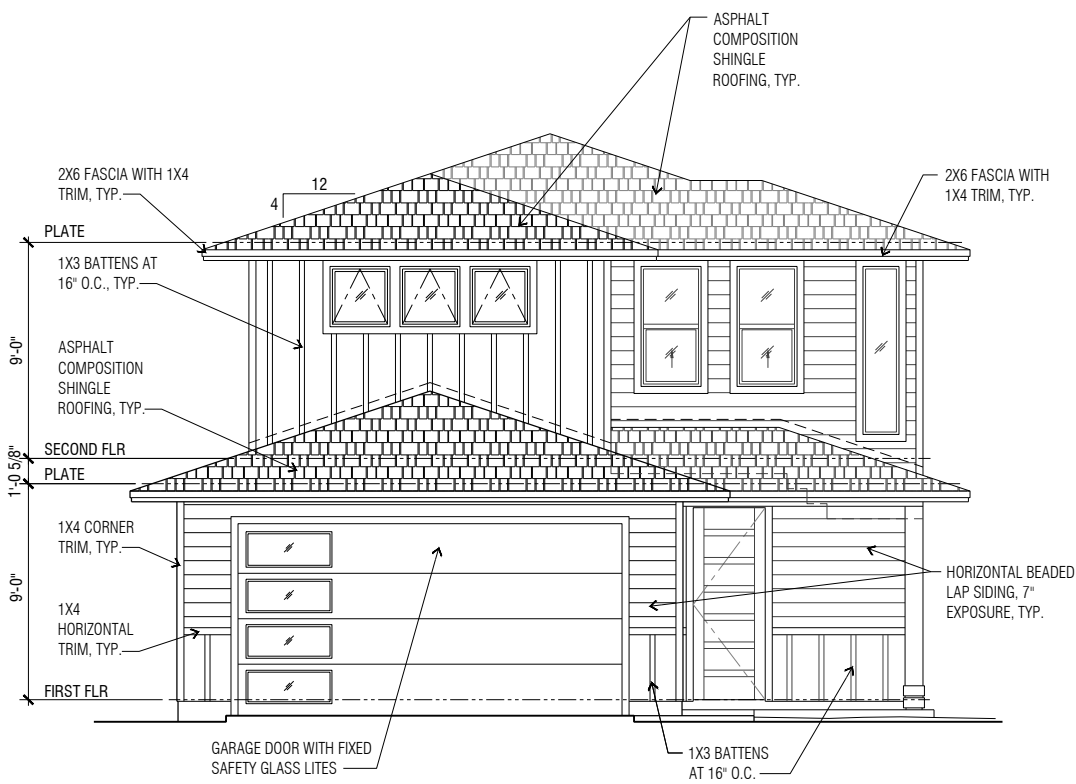 ASPHALT
COMPOSITION
SHINGLE
ROOFING, TYP.
2X6 FASCIA WITH 1X4
TRIM, TYP.
12
4
2X6 FASCIA WITH
1X4 TRIM, TYP.
PLATE
1X3 BATTENS AT
16" O.C., TYP.
9'-0"
ASPHALT
COMPOSITION
SHINGLE
ROOFING, TYP.
SECOND FLR
1'-0 5/8"
PLATE
1X4 CORNER
TRIM, TYP.
9'-0"
HORIZONTAL BEADED
LAP SIDING, 7"
EXPOSURE, TYP.
1X4
HORIZONTAL
TRIM, TYP.
FIRST FLR
GARAGE DOOR WITH FIXED
SAFETY GLASS LITES
1X3 BATTENS
AT 16" O.C.